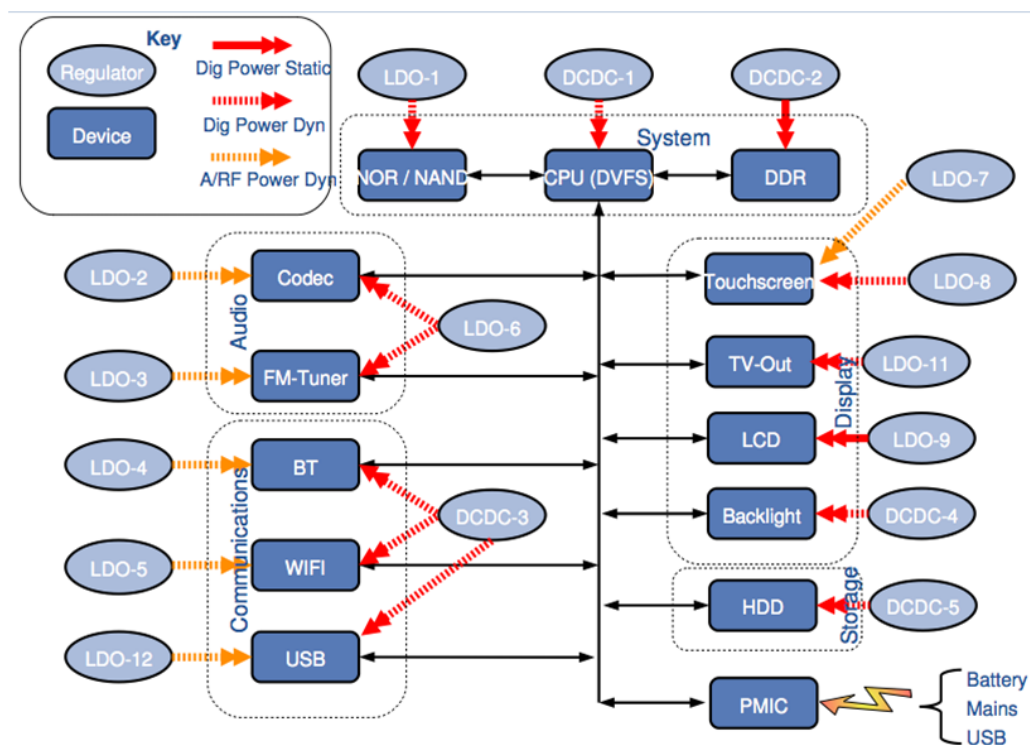 Key
Regulator
Dig Power Static
Device
Dig Power Dyn
A/RF Power Dyn
LDO-1
DCDC-1
DCDC-2
System
NOR / NAND
CPU (DVFS)
DDR
LDO-7
LDO-2
Codec
Touchscreen
LDO-8
Audio
LDO-6
LDO-3
FM-Tuner
TV-Out
LDO-11
Display
LDO-4
BT
LCD
LDO-9
Communications
DCDC-3
Backlight
DCDC-4
LDO-5
WIFI
HDD
DCDC-5
Storage
LDO-12
USB
PMIC
Battery
Mains
USB